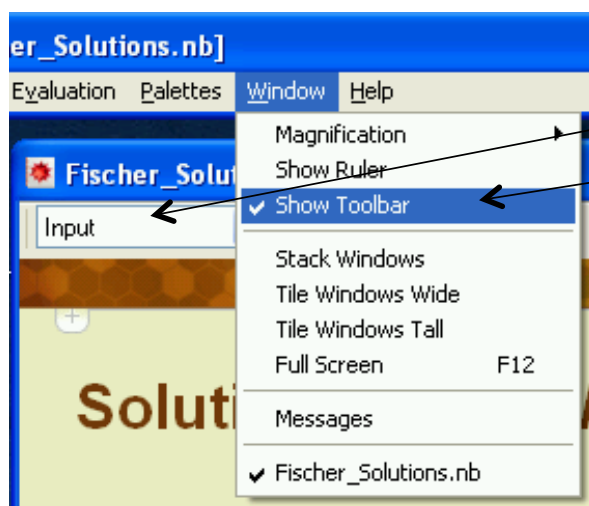 er_Solutions.nb]
Evaluation Palettes Window Help
Magnification
Fischer_Solut
Show Ruler
✓ Show Toolbar
Input
Stack Windows
Tile Windows Wide
Tile Windows Tall
Full Screen F12
Soluti
Messages
✓ Fischer_Solutions.nb